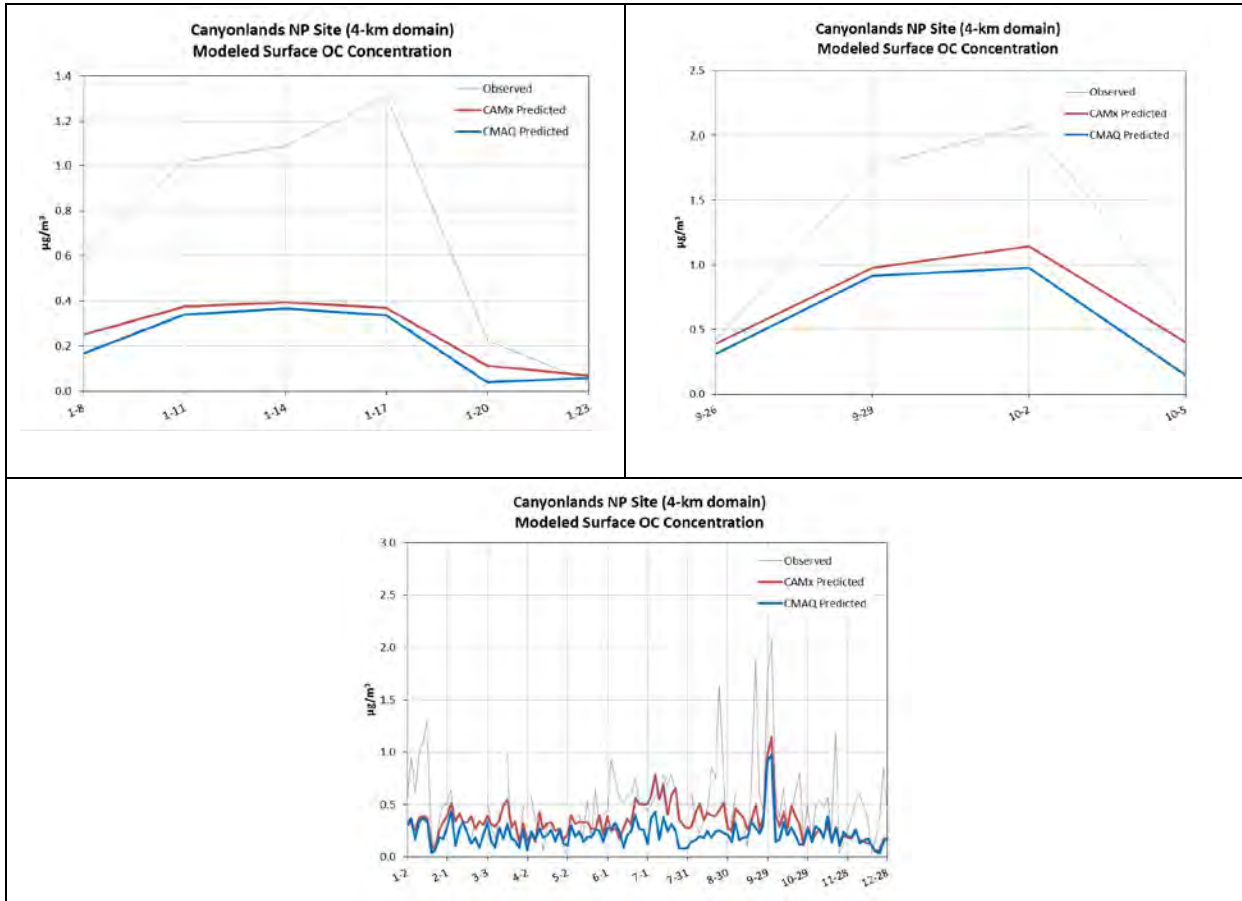 Canyonlands NP Site (4-km domain)
Modeled Surface OC Concentration
1.4
1.2
1.0
0.8
0.6
0.4
0.2
0.0
µg/m³
Observed
CAMx Predicted
CMAQ Predicted
1-8
1-11
1-14
1-17
1-20
1-23
Canyonlands NP Site (4-km domain)
Modeled Surface OC Concentration
2.5
2.0
1.5
1.0
0.5
0.0
µg/m³
Observed
CAMx Predicted
CMAQ Predicted
9-26
9-29
10-2
10-5
Canyonlands NP Site (4-km domain)
Modeled Surface OC Concentration
3.0
2.5
2.0
1.5
1.0
0.5
0.0
µg/m³
Observed
CAMx Predicted
CMAQ Predicted
1-2
2-1
3-3
4-2
5-2
6-1
7-1
7-31
8-30
9-29
10-29
11-28
12-28